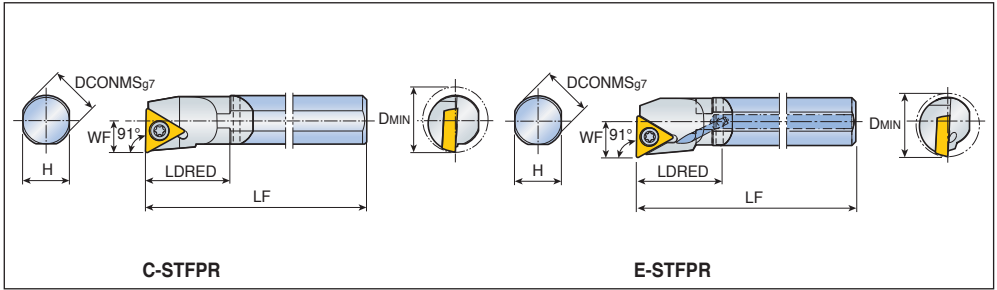 DCONMSg7
WF
91°
H
LDRED
LF
DMIN
C-STFPR
DCONMSg7
WF
91°
H
LDRED
LF
DMIN
E-STFPR